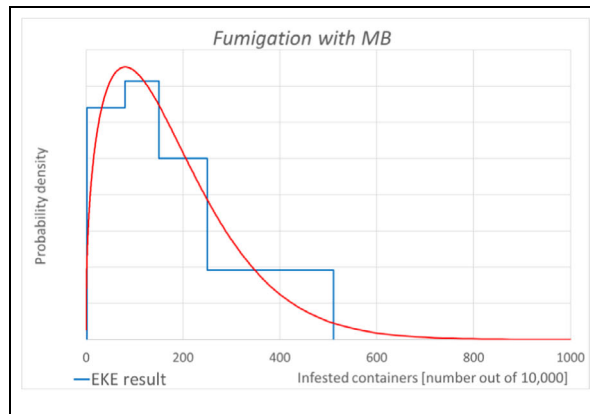 Fumigation with MB
Probability density
0 200 400 600 800 1000
EKE result Infested containers [number out of 10,000]